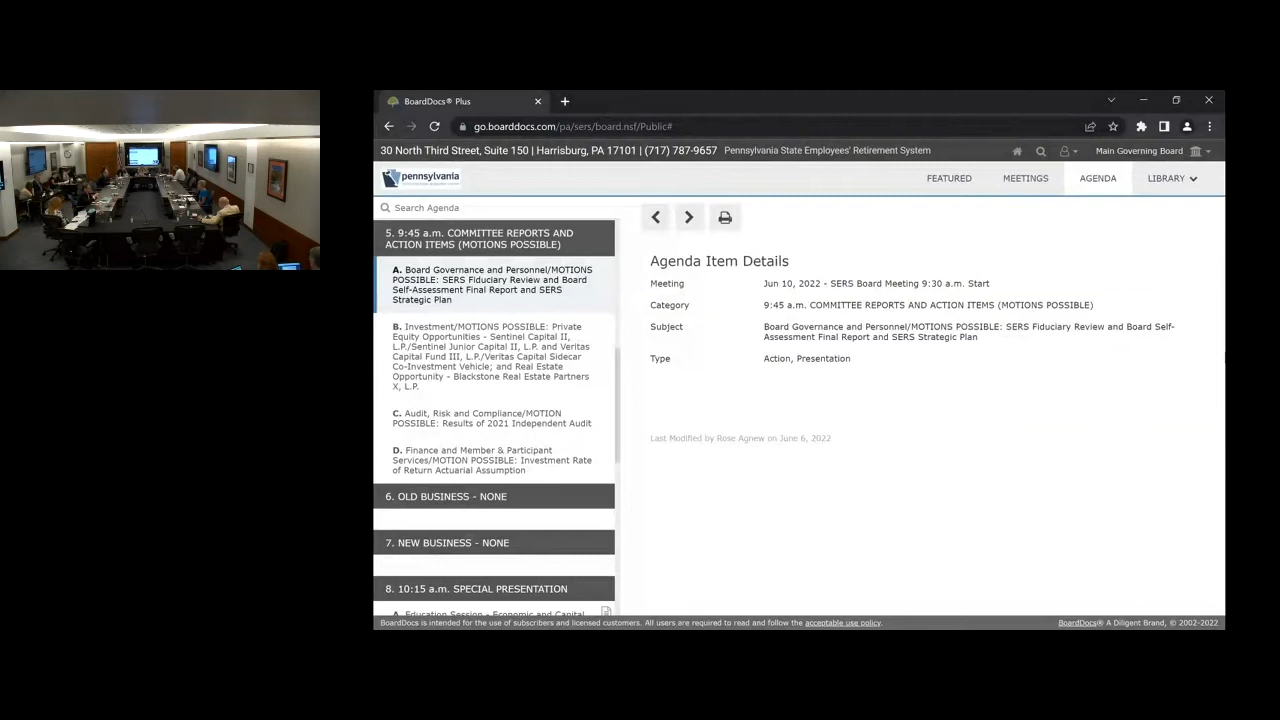 BoardDocs® Plus
go.boarddocs.com/pa/sers/board.nsf/Public#
30 North Third Street, Suite 150 | Harrisburg, PA 17101 | (717) 787-9657 Pennsylvania State Employees' Retirement System
Main Governing Board
pennsylvania
FEATURED
MEETINGS
AGENDA
LIBRARY
Search Agenda
5. 9:45 a.m. COMMITTEE REPORTS AND
ACTION ITEMS (MOTIONS POSSIBLE)
A. Board Governance and Personnel/MOTIONS
POSSIBLE: SERS Fiduciary Review and Board
Self-Assessment Final Report and SERS
Strategic Plan
B. Investment/MOTIONS POSSIBLE: Private
Equity Opportunities - Sentinel Capital II,
L.P./Sentinel Junior Capital II, L.P. and Veritas
Capital Fund III, L.P./Veritas Capital Sidecar
Co-Investment Vehicle; and Real Estate
Opportunity - Blackstone Real Estate Partners
X, L.P.
C. Audit, Risk and Compliance/MOTION
POSSIBLE: Results of 2021 Independent Audit
D. Finance and Member & Participant
Services/MOTION POSSIBLE: Investment Rate
of Return Actuarial Assumption
6. OLD BUSINESS - NONE
7. NEW BUSINESS - NONE
8. 10:15 a.m. SPECIAL PRESENTATION
A. Education Session - Economic and Capital
Agenda Item Details
Meeting Jun 10, 2022 - SERS Board Meeting 9:30 a.m. Start
Category 9:45 a.m. COMMITTEE REPORTS AND ACTION ITEMS (MOTIONS POSSIBLE)
Subject Board Governance and Personnel/MOTIONS POSSIBLE: SERS Fiduciary Review and Board Self-
Assessment Final Report and SERS Strategic Plan
Type Action, Presentation
Last Modified by Rose Agnew on June 6, 2022
BoardDocs is intended for the use of subscribers and licensed customers. All users are required to read and follow the acceptable use policy.
BoardDocs® A Diligent Brand, © 2002-2022